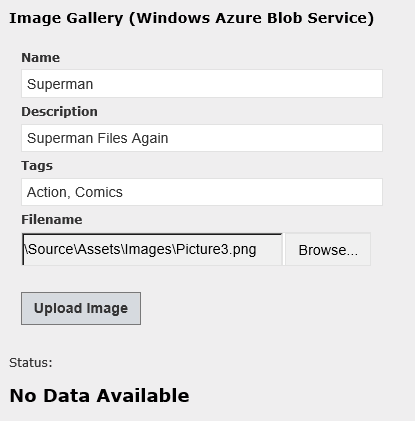 Image Gallery (Windows Azure Blob Service)
Name
Superman
Description
Superman Files Again
Tags
Action, Comics
Filename
\Source\Assets\Images\Picture3.png Browse...
Upload Image
Status:
No Data Available